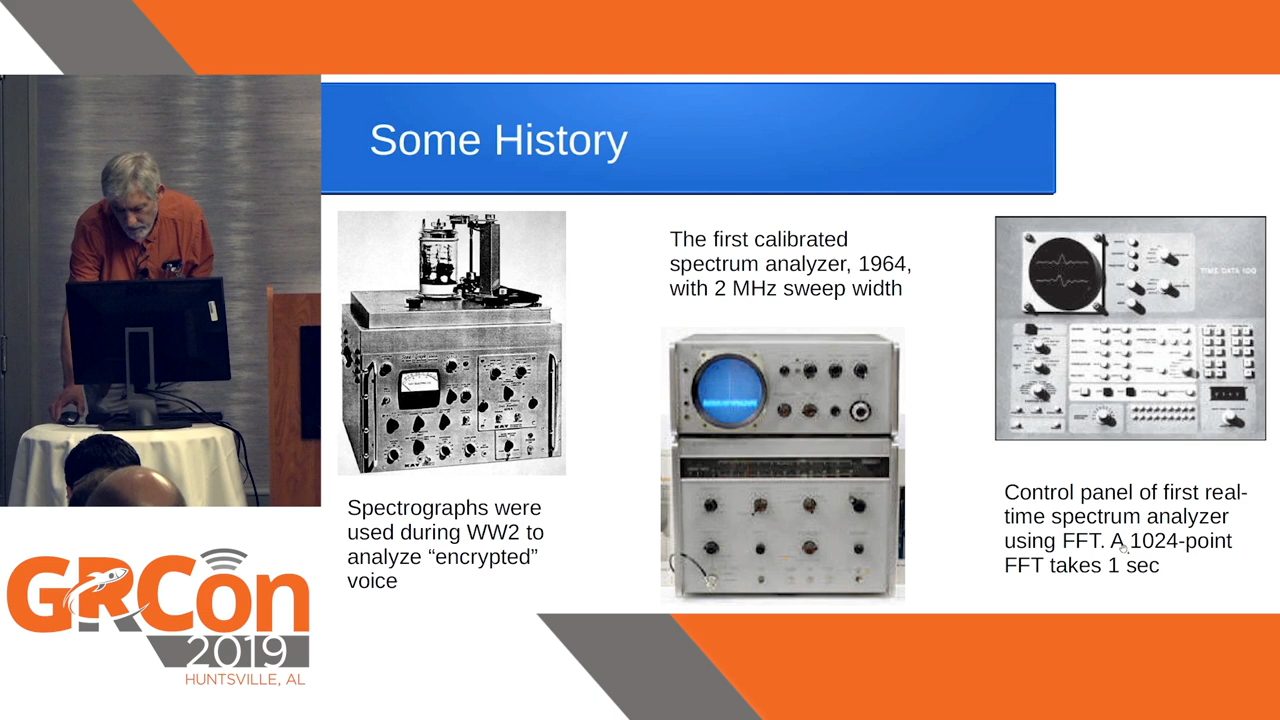 Some History
Spectrographs were
used during WW2 to
analyze “encrypted”
voice
The first calibrated
spectrum analyzer, 1964,
with 2 MHz sweep width
TIME DATA 100
Control panel of first real-
time spectrum analyzer
using FFT. A 1024-point
FFT takes 1 sec
KAY
KAY
GRCon
2019
HUNTSVILLE, AL